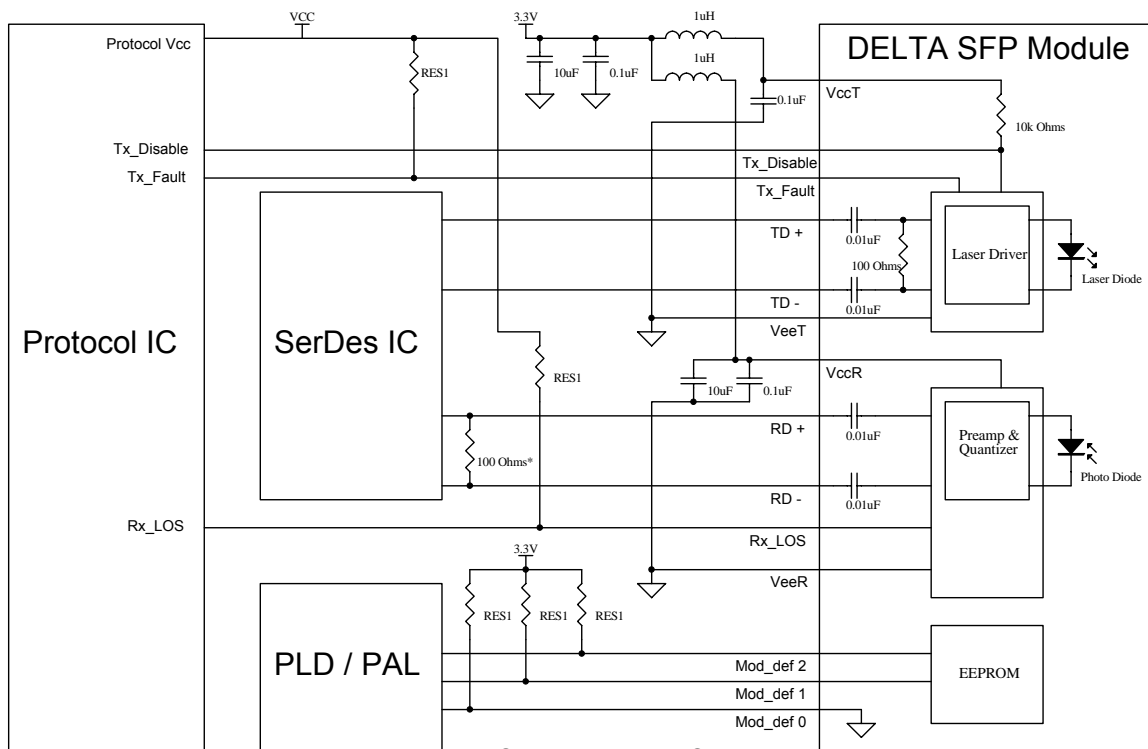 VCC
3.3V
1uH
Protocol Vcc
DELTA SFP Module
1uH
RES1
10uF
0.1uF
VccT
0.1uF
10k Ohms
Tx_Disable
Tx_Disable
Tx_Fault
Tx_Fault
TD +
0.01uF
Laser Driver
100 Ohms
Laser Diode
TD -
0.01uF
VeeT
Protocol IC
SerDes IC
RES1
VccR
10uF
0.1uF
RD +
0.01uF
Preamp &
Quantizer
100 Ohms*
Photo Diode
RD -
0.01uF
Rx_LOS
Rx_LOS
3.3V
VeeR
RES1
RES1
RES1
PLD / PAL
Mod_def 2
EEPROM
Mod_def 1
Mod_def 0